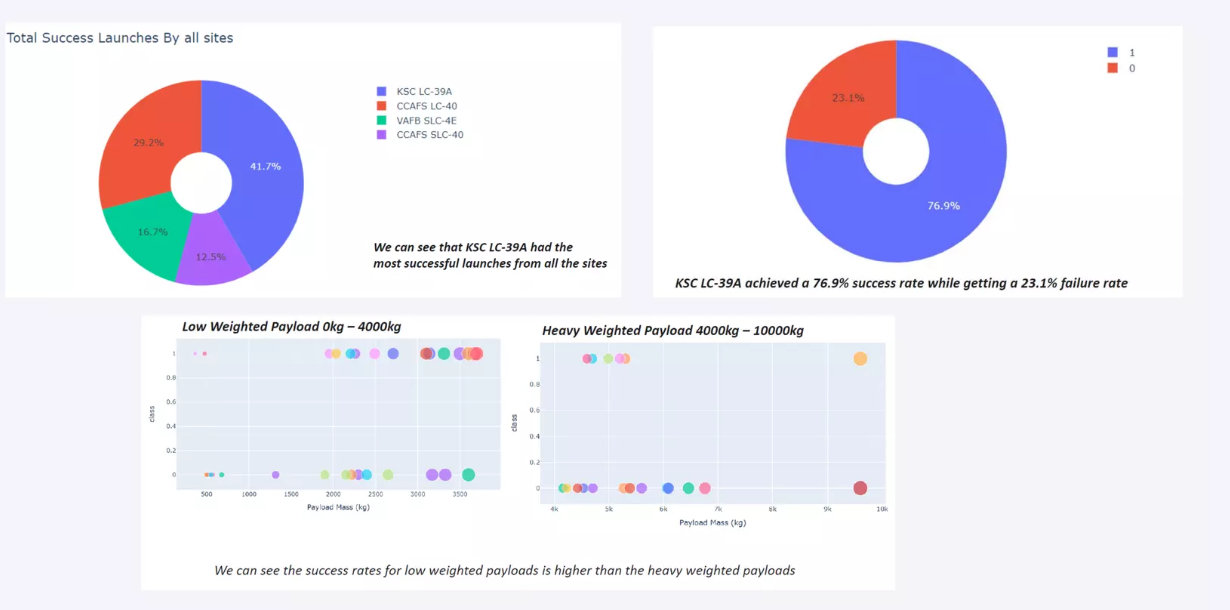 Total Success Launches By all sites
KSC LC-39A
CCAFS LC-40
VAFB SLC-4E
CCAFS SLC-40
29.2%
41.7%
16.7%
12.5%
We can see that KSC LC-39A had the
most successful launches from all the sites
1
0
23.1%
76.9%
KSC LC-39A achieved a 76.9% success rate while getting a 23.1% failure rate
Low Weighted Payload 0kg – 4000kg
1
0.8
0.6
0.4
0.2
0
class
500 1000 1500 2000 2500 3000 3500
Payload Mass (kg)
Heavy Weighted Payload 4000kg – 10000kg
1
0.8
0.6
0.4
0.2
0
class
4k 5k 6k 7k 8k 9k 10k
Payload Mass (kg)
We can see the success rates for low weighted payloads is higher than the heavy weighted payloads